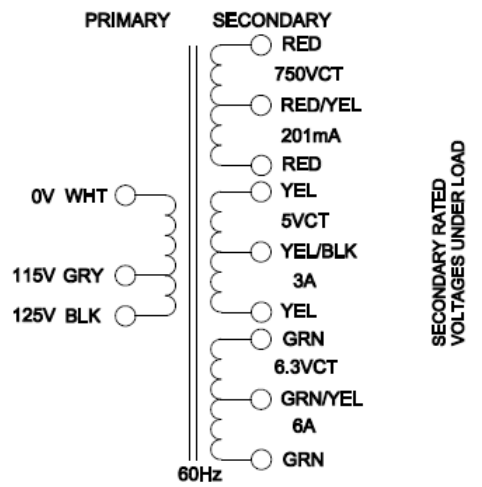 PRIMARY
SECONDARY
RED
750VCT
RED/YEL
201mA
RED
0V WHT
115V GRY
125V BLK
YEL
5VCT
YEL/BLK
3A
YEL
GRN
6.3VCT
GRN/YEL
6A
GRN
60Hz
SECONDARY RATED
VOLTAGES UNDER LOAD